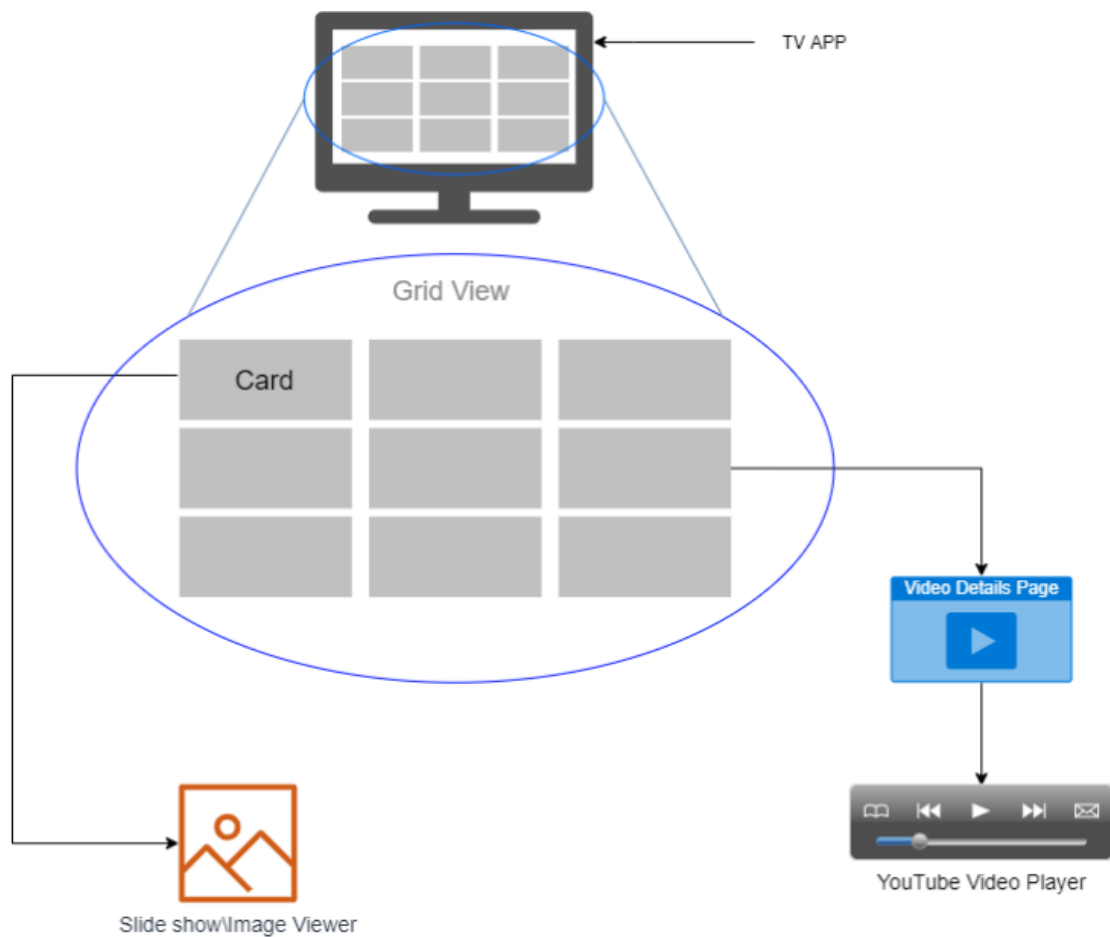 TV APP
Grid View
Card
Video Details Page
YouTube Video Player
Slide show\Image Viewer